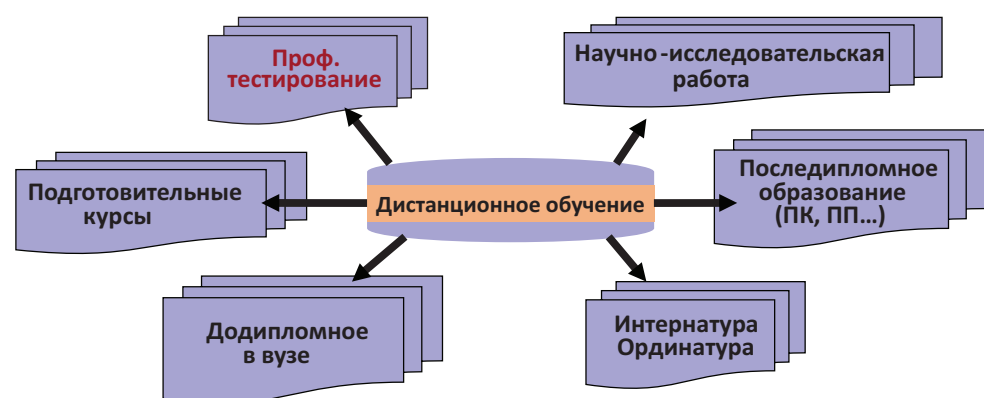 Проф.
тестирование
Научно-исследовательская
работа
Подготовительные
курсы
Дистанционное обучение
Последипломное
образование
(ПК, ПП...)
Додипломное
в вузе
Интернатура
Ординатура